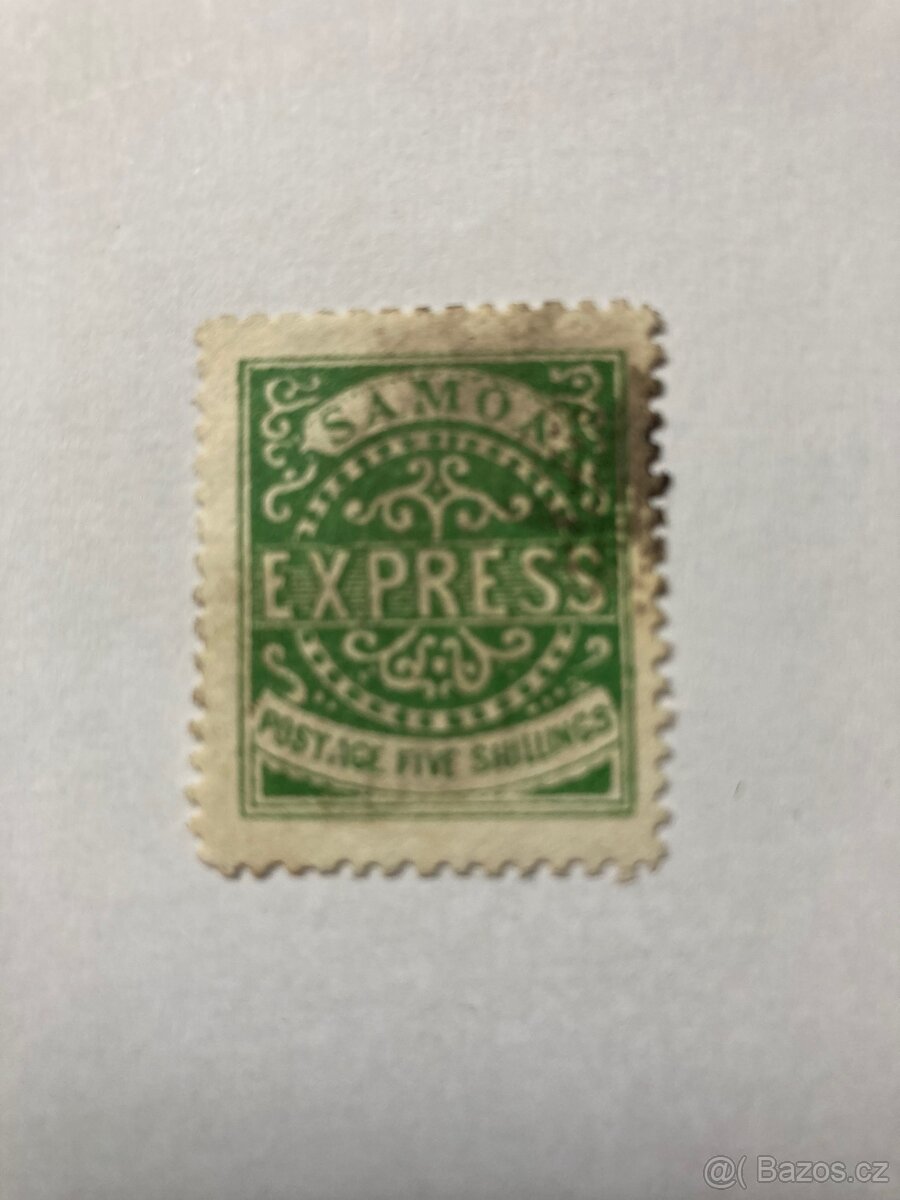 SAMOA
EXPRESS
POSTAGE FIVE SHILLINGS
@( Bazos.cz